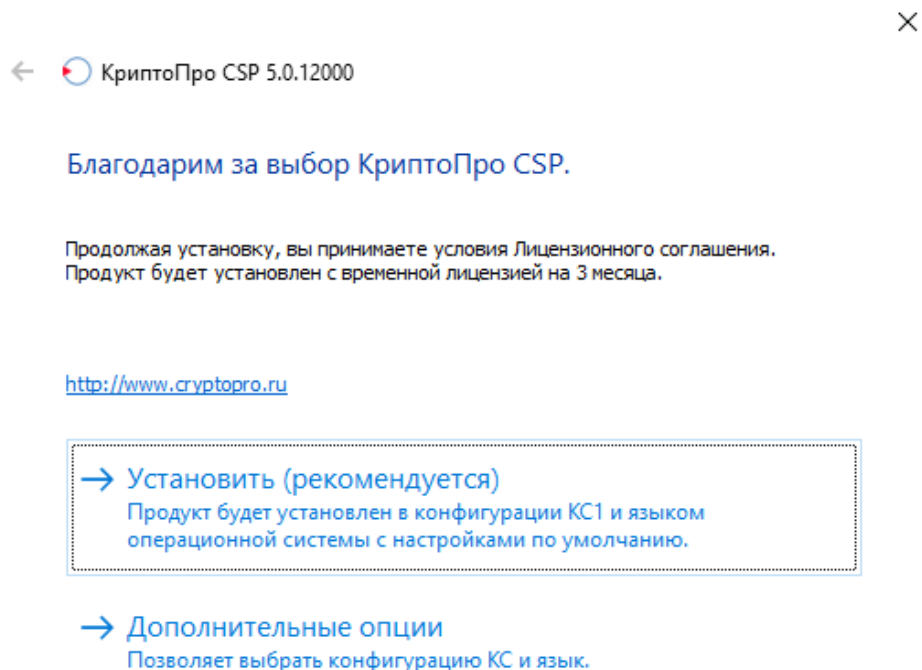 КриптоПро CSP 5.0.12000
Благодарим за выбор КриптоПро CSP.
Продолжая установку, вы принимаете условия Лицензионного соглашения.
Продукт будет установлен с временной лицензией на 3 месяца.
http://www.cryptopro.ru
Установить (рекомендуется)
Продукт будет установлен в конфигурации КС1 и языком
операционной системы с настройками по умолчанию.
Дополнительные опции
Позволяет выбрать конфигурацию КС и язык.